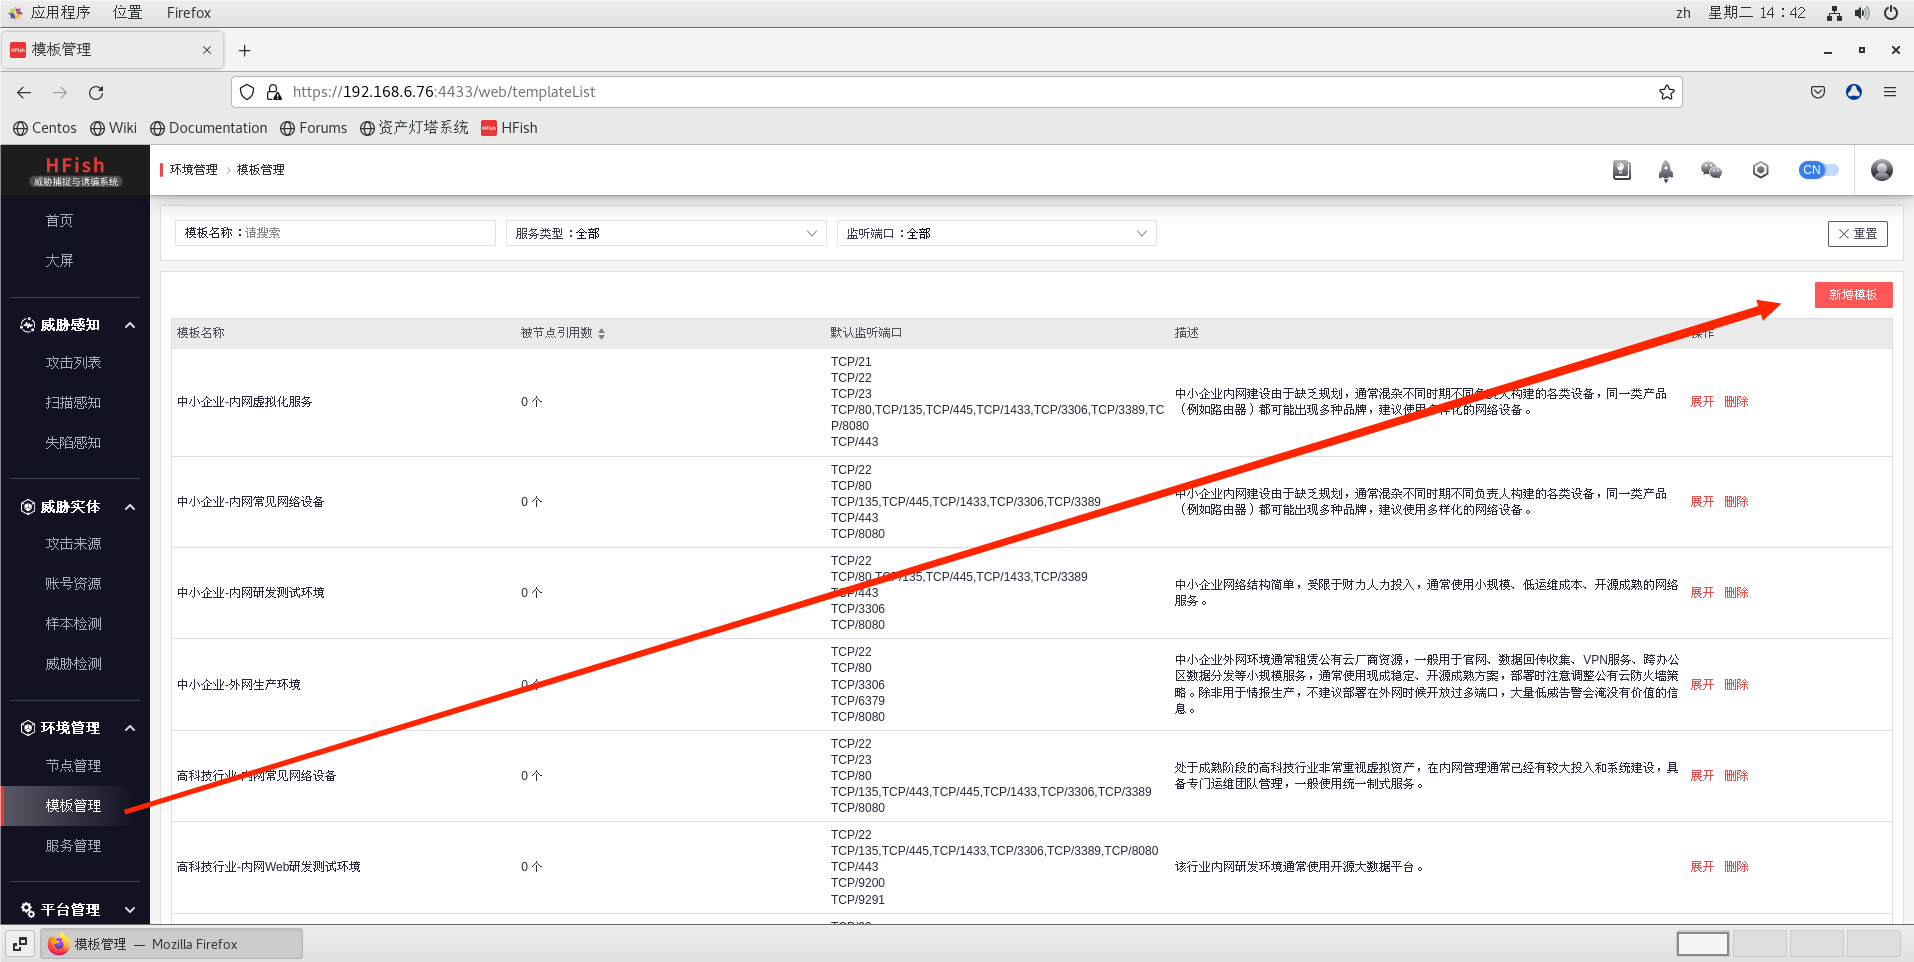 应用程序 位置 Firefox zh 星期二 14：42
模板管理
https://192.168.6.76:4433/web/templateList
Centos Wiki Documentation Forums 资产灯塔系统 HFish
HFish
威胁捕捉与诱骗系统
环境管理 > 模板管理
CN
首页
大屏
威胁感知
攻击列表
扫描感知
失陷感知
威胁实体
攻击来源
账号资源
样本检测
威胁检测
环境管理
节点管理
模板管理
服务管理
平台管理
模板名称：请搜索 服务类型：全部 监听端口：全部 重置
新增模板
模板名称 被节点引用数 默认监听端口 描述 操作
中小企业-内网虚拟化服务 0 个
TCP/21
TCP/22
TCP/23
TCP/80,TCP/135,TCP/445,TCP/1433,TCP/3306,TCP/3389,TC
P/8080
TCP/443
中小企业内网建设由于缺乏规划，通常混杂不同时期不同负责人构建的各类设备，同一类产品
（例如路由器）都可能出现多种品牌，建议使用多样化的网络设备。
展开 删除
中小企业-内网常见网络设备 0 个
TCP/22
TCP/80
TCP/135,TCP/445,TCP/1433,TCP/3306,TCP/3389
TCP/443
TCP/8080
中小企业内网建设由于缺乏规划，通常混杂不同时期不同负责人构建的各类设备，同一类产品
（例如路由器）都可能出现多种品牌，建议使用多样化的网络设备。
展开 删除
中小企业-内网研发测试环境 0 个
TCP/22
TCP/80,TCP/135,TCP/445,TCP/1433,TCP/3389
TCP/443
TCP/3306
TCP/8080
中小企业网络结构简单，受限于财力人力投入，通常使用小规模、低运维成本、开源成熟的网络
服务。
展开 删除
中小企业-外网生产环境 0 个
TCP/22
TCP/80
TCP/3306
TCP/6379
TCP/8080
中小企业外网环境通常租赁公有云厂商资源，一般用于官网、数据回传收集、VPN服务、跨办公
区数据分发等小规模服务，通常使用现成稳定、开源成熟方案，部署时注意调整公有云防火墙策
略。除非用于情报生产，不建议部署在外网时候开放过多端口，大量低威告警会淹没有价值的信
息。
展开 删除
高科技行业-内网常见网络设备 0 个
TCP/22
TCP/23
TCP/80
TCP/135,TCP/443,TCP/445,TCP/1433,TCP/3306,TCP/3389
TCP/8080
处于成熟阶段的高科技行业非常重视虚拟资产，在内网管理通常已经有较大投入和系统建设，具
备专门运维团队管理，一般使用统一制式服务。
展开 删除
高科技行业-内网Web研发测试环境 0 个
TCP/22
TCP/135,TCP/445,TCP/1433,TCP/3306,TCP/3389,TCP/8080
TCP/443
TCP/9200
TCP/9291
该行业内网研发环境通常使用开源大数据平台。
展开 删除
模板管理 — Mozilla Firefox